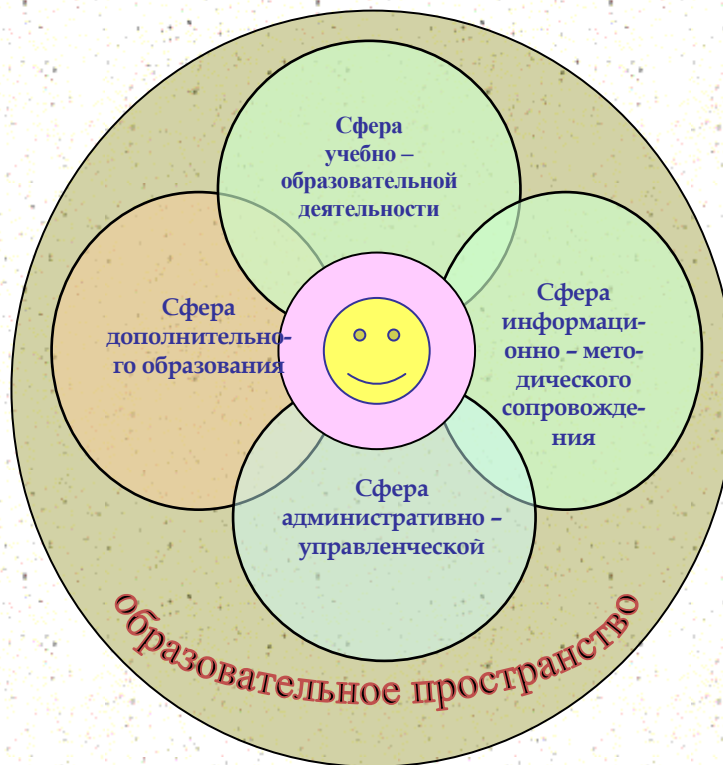 Сфера
учебно –
образовательной
деятельности
Сфера
дополнительно-
го образования
Сфера
информаци-
онно – мето-
дического
сопровожде-
ния
Сфера
административно –
управленческой
образовательное пространство